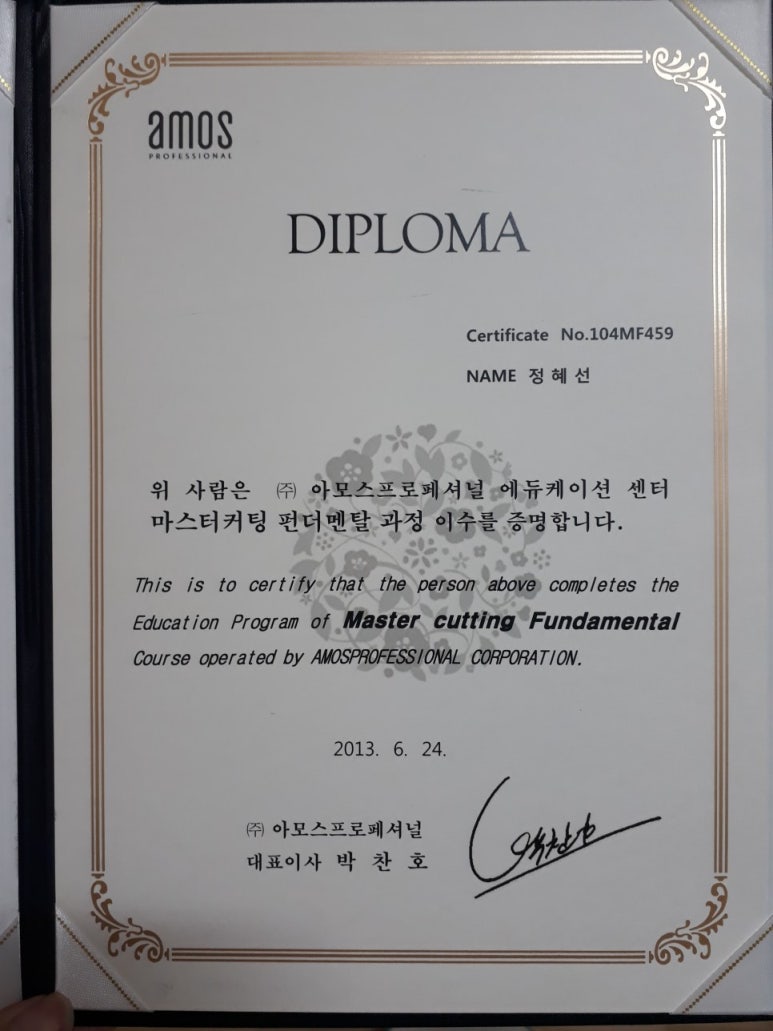 amos
PROFESSIONAL
DIPLOMA
Certificate No.104MF459
NAME 정 혜 선
위 사람은 ㈜ 아모스프로페셔널 에듀케이션 센터
마스터커팅 펀더멘탈 과정 이수를 증명합니다.
This is to certify that the person above completes the
Education Program of Master cutting Fundamental
Course operated by AMOSPROFESSIONAL CORPORATION.
2013. 6. 24.
㈜ 아모스프로페셔널
대표이사 박 찬 호